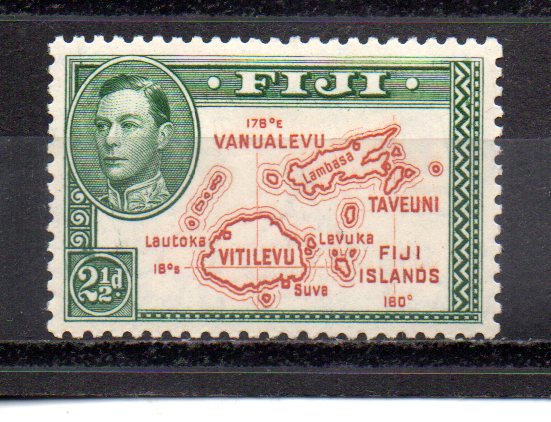 · FIJI ·
178°E
VANUALEVU
Lambasa
TAVEUNI
Lautoka
VITILEVU
Levuka
FIJI
ISLANDS
18°S
Suva
180°
2½d.